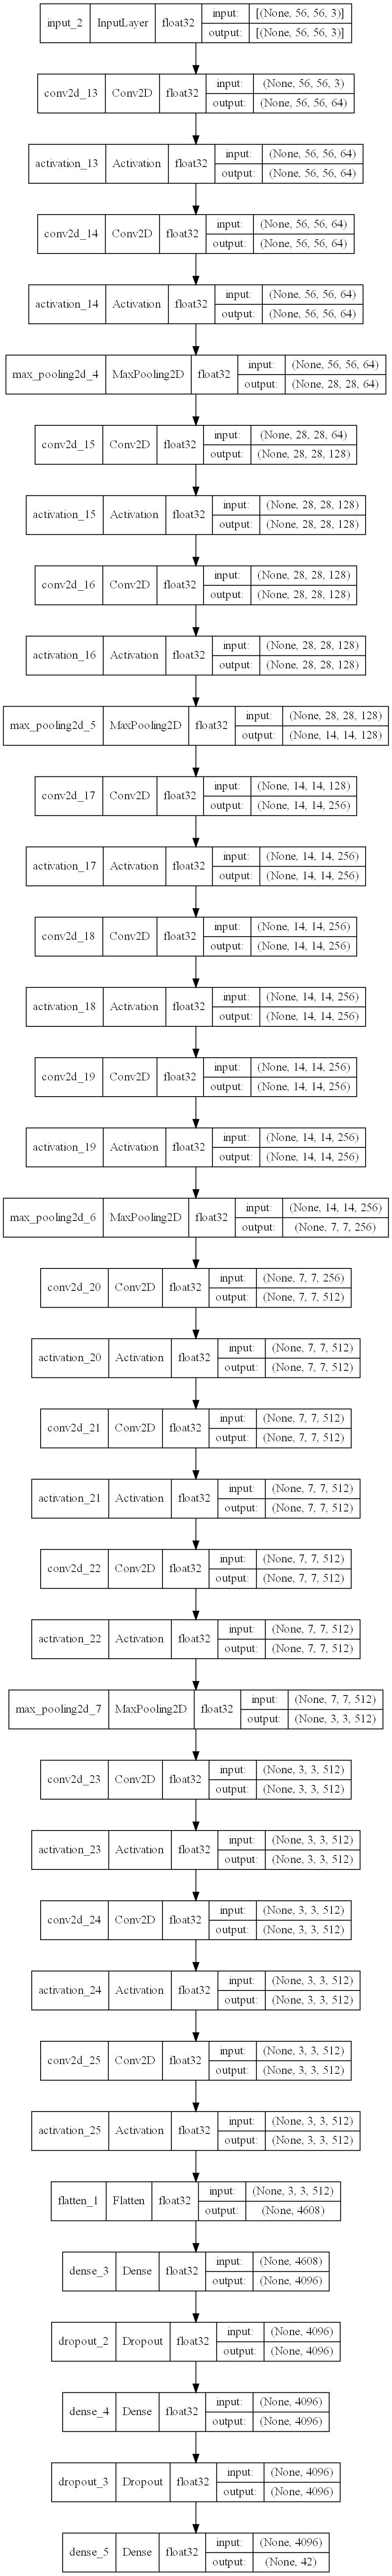 input_2 InputLayer float32 input: [(None, 56, 56, 3)]
output: [(None, 56, 56, 3)]
conv2d_13 Conv2D float32 input: (None, 56, 56, 3)
output: (None, 56, 56, 64)
activation_13 Activation float32 input: (None, 56, 56, 64)
output: (None, 56, 56, 64)
conv2d_14 Conv2D float32 input: (None, 56, 56, 64)
output: (None, 56, 56, 64)
activation_14 Activation float32 input: (None, 56, 56, 64)
output: (None, 56, 56, 64)
max_pooling2d_4 MaxPooling2D float32 input: (None, 56, 56, 64)
output: (None, 28, 28, 64)
conv2d_15 Conv2D float32 input: (None, 28, 28, 64)
output: (None, 28, 28, 128)
activation_15 Activation float32 input: (None, 28, 28, 128)
output: (None, 28, 28, 128)
conv2d_16 Conv2D float32 input: (None, 28, 28, 128)
output: (None, 28, 28, 128)
activation_16 Activation float32 input: (None, 28, 28, 128)
output: (None, 28, 28, 128)
max_pooling2d_5 MaxPooling2D float32 input: (None, 28, 28, 128)
output: (None, 14, 14, 128)
conv2d_17 Conv2D float32 input: (None, 14, 14, 128)
output: (None, 14, 14, 256)
activation_17 Activation float32 input: (None, 14, 14, 256)
output: (None, 14, 14, 256)
conv2d_18 Conv2D float32 input: (None, 14, 14, 256)
output: (None, 14, 14, 256)
activation_18 Activation float32 input: (None, 14, 14, 256)
output: (None, 14, 14, 256)
conv2d_19 Conv2D float32 input: (None, 14, 14, 256)
output: (None, 14, 14, 256)
activation_19 Activation float32 input: (None, 14, 14, 256)
output: (None, 14, 14, 256)
max_pooling2d_6 MaxPooling2D float32 input: (None, 14, 14, 256)
output: (None, 7, 7, 256)
conv2d_20 Conv2D float32 input: (None, 7, 7, 256)
output: (None, 7, 7, 512)
activation_20 Activation float32 input: (None, 7, 7, 512)
output: (None, 7, 7, 512)
conv2d_21 Conv2D float32 input: (None, 7, 7, 512)
output: (None, 7, 7, 512)
activation_21 Activation float32 input: (None, 7, 7, 512)
output: (None, 7, 7, 512)
conv2d_22 Conv2D float32 input: (None, 7, 7, 512)
output: (None, 7, 7, 512)
activation_22 Activation float32 input: (None, 7, 7, 512)
output: (None, 7, 7, 512)
max_pooling2d_7 MaxPooling2D float32 input: (None, 7, 7, 512)
output: (None, 3, 3, 512)
conv2d_23 Conv2D float32 input: (None, 3, 3, 512)
output: (None, 3, 3, 512)
activation_23 Activation float32 input: (None, 3, 3, 512)
output: (None, 3, 3, 512)
conv2d_24 Conv2D float32 input: (None, 3, 3, 512)
output: (None, 3, 3, 512)
activation_24 Activation float32 input: (None, 3, 3, 512)
output: (None, 3, 3, 512)
conv2d_25 Conv2D float32 input: (None, 3, 3, 512)
output: (None, 3, 3, 512)
activation_25 Activation float32 input: (None, 3, 3, 512)
output: (None, 3, 3, 512)
flatten_1 Flatten float32 input: (None, 3, 3, 512)
output: (None, 4608)
dense_3 Dense float32 input: (None, 4608)
output: (None, 4096)
dropout_2 Dropout float32 input: (None, 4096)
output: (None, 4096)
dense_4 Dense float32 input: (None, 4096)
output: (None, 4096)
dropout_3 Dropout float32 input: (None, 4096)
output: (None, 4096)
dense_5 Dense float32 input: (None, 4096)
output: (None, 42)